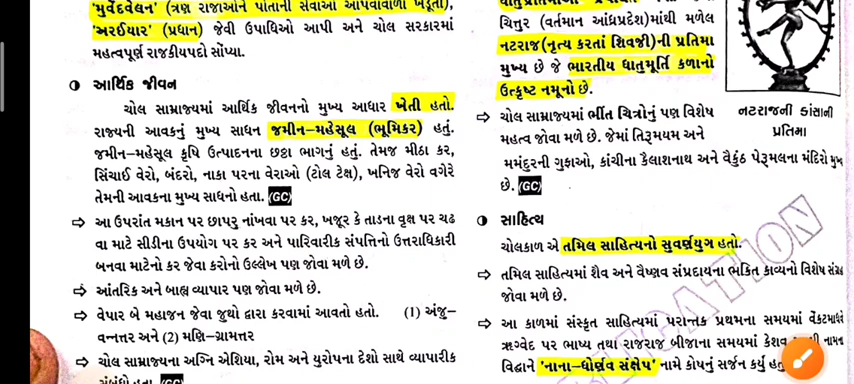 'મુર્વેદવેલન' (ત્રણ રાજાઓને પોતાની સેવાઓ આપવાવાળા ખેડૂતો),
'અરઈયાર' (પ્રધાન) જેવી ઉપાધિઓ આપી અને ચોલ સરકારમાં
મહત્વપૂર્ણ રાજકીયપદો સોંપ્યા.
આર્થિક જીવન
ચોલ સામ્રાજ્યમાં આર્થિક જીવનનો મુખ્ય આધાર ખેતી હતો.
રાજ્યની આવકનું મુખ્ય સાધન જમીન-મહેસૂલ (ભૂમિકર) હતું.
જમીન-મહેસૂલ કૃષિ ઉત્પાદનના છઠ્ઠા ભાગનું હતું. તેમજ મીઠા કર,
સિંચાઈ વેરો, બંદરો, નાકા પરના વેરાઓ (ટોલ ટેક્ષ), ખનિજ વેરો વગેરે
તેમની આવકના મુખ્ય સાધનો હતા. (GC)
⇨ આ ઉપરાંત મકાન પર છાપરુ નાંખવા પર કર, ખજૂર કે તાડના વૃક્ષ પર ચઢ
વા માટે સીડીના ઉપયોગ પર કર અને પારિવારીક સંપત્તિનો ઉત્તરાધિકારી
બનવા માટેનો કર જેવા કરોનો ઉલ્લેખ પણ જોવા મળે છે.
⇨ આંતરિક અને બાહ્ય વ્યાપાર પણ જોવા મળે છે.
⇨ વેપાર બે મહાજન જેવા જુથો દ્વારા કરવામાં આવતો હતો. (1) અંજુ-
વન્નત્તર અને (2) મણિ-ગ્રામત્તર
⇨ ચોલ સામ્રાજ્યના અગ્નિ એશિયા, રોમ અને યુરોપના દેશો સાથે વ્યાપારીક
સંબંધો હતા. (GC)
ચિત્તુર (વર્તમાન આંધ્રપ્રદેશ)માંથી મળેલ
નટરાજ(નૃત્ય કરતાં શિવજી)ની પ્રતિમા
મુખ્ય છે જે ભારતીય ધાતુમૂર્તિ કળાનો
ઉત્કૃષ્ટ નમૂનો છે.
⇨ ચોલ સામ્રાજ્યમાં ભીંત ચિત્રોનું પણ વિશેષ
મહત્વ જોવા મળે છે. જેમાં તિરૂમયમ અને
મમંદુરની ગુફાઓ, કાંચીના કૈલાશનાથ અને વૈકુંઠ પેરૂમલના મંદિરો મુખ્ય
છે. (GC)
નટરાજની કાંસાની
પ્રતિમા
સાહિત્ય
ચોલકાળ એ તમિલ સાહિત્યનો સુવર્ણયુગ હતો.
⇨ તમિલ સાહિત્યમાં શૈવ અને વૈષ્ણવ સંપ્રદાયના ભકિત કાવ્યનો વિશેષ સંગ્રહ
જોવા મળે છે.
⇨ આ કાળમાં સંસ્કૃત સાહિત્યમાં પરાન્તક પ્રથમના સમયમાં વેંકટમાધવે
ઋગ્વેદ પર ભાષ્ય તથા રાજરાજ બીજાના સમયમાં કેશવ નામના
વિદ્વાને 'નાના-ધોર્ણવ સંક્ષેપ' નામે કોષનું સર્જન કર્યુ